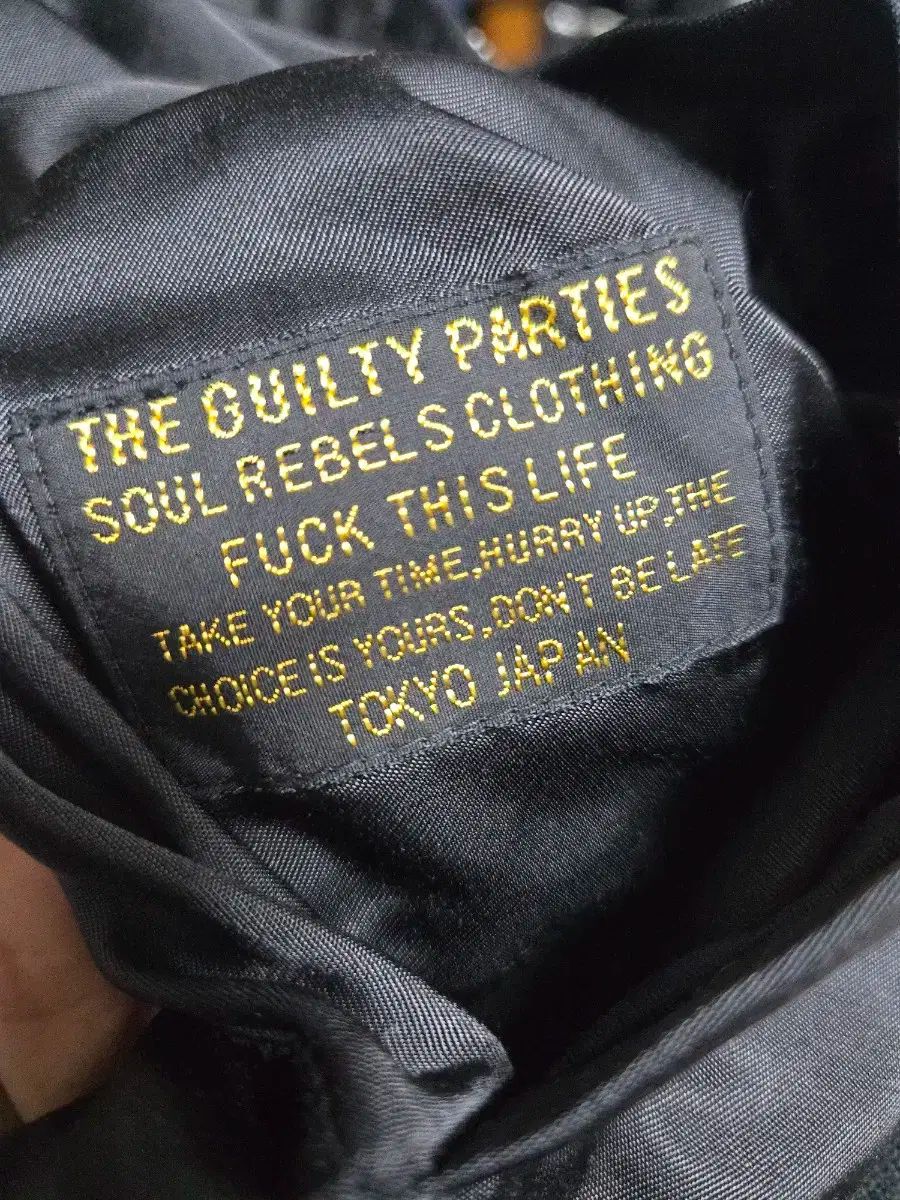 THE GUILTY PARTIES
SOUL REBELS CLOTHING
FUCK THIS LIFE
TAKE YOUR TIME,HURRY UP,THE
CHOICE IS YOURS,DON'T BE LATE
TOKYO JAPAN